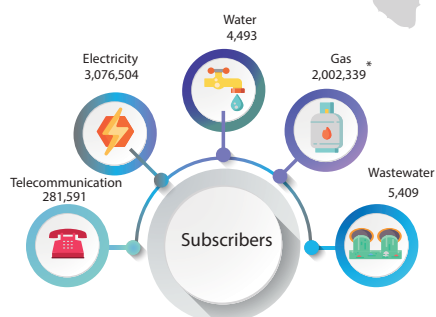 Water
4,493
Electricity
3,076,504
Gas
2,002,339*
Telecommunication
281,591
Wastewater
5,409
Subscribers